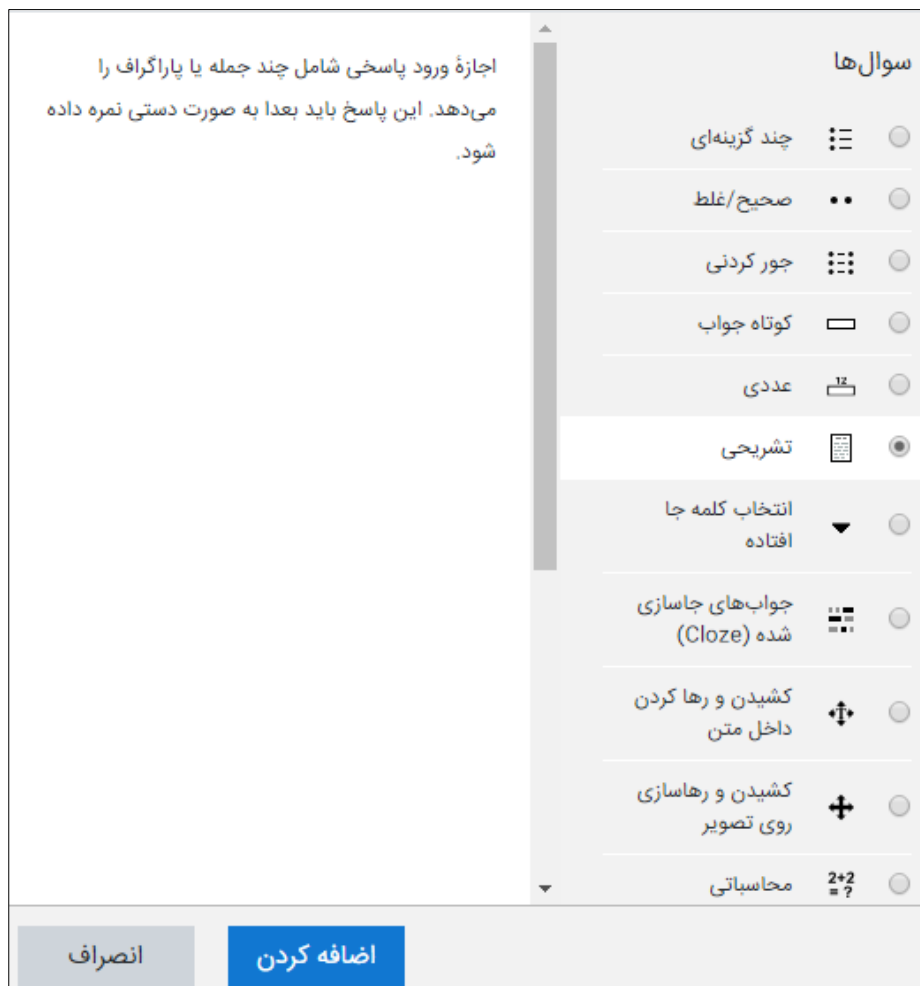 سوال‌ها
چند گزینه‌ای
صحیح/غلط
جور کردنی
کوتاه جواب
12
عددی
تشریحی
انتخاب کلمه جا
افتاده
جواب‌های جاسازی
شده (Cloze)
کشیدن و رها کردن
داخل متن
کشیدن و رهاسازی
روی تصویر
2+2
= ?
محاسباتی
اجازهٔ ورود پاسخی شامل چند جمله یا پاراگراف را
می‌دهد. این پاسخ باید بعدا به صورت دستی نمره داده
شود.
اضافه کردن
انصراف